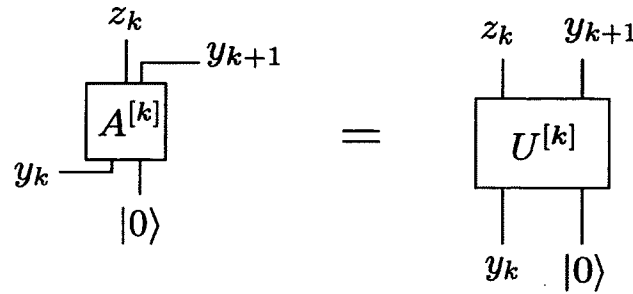 z_k y_{k+1}
A^{[k]}
y_k
|0⟩
=
z_k y_{k+1}
U^{[k]}
y_k |0⟩